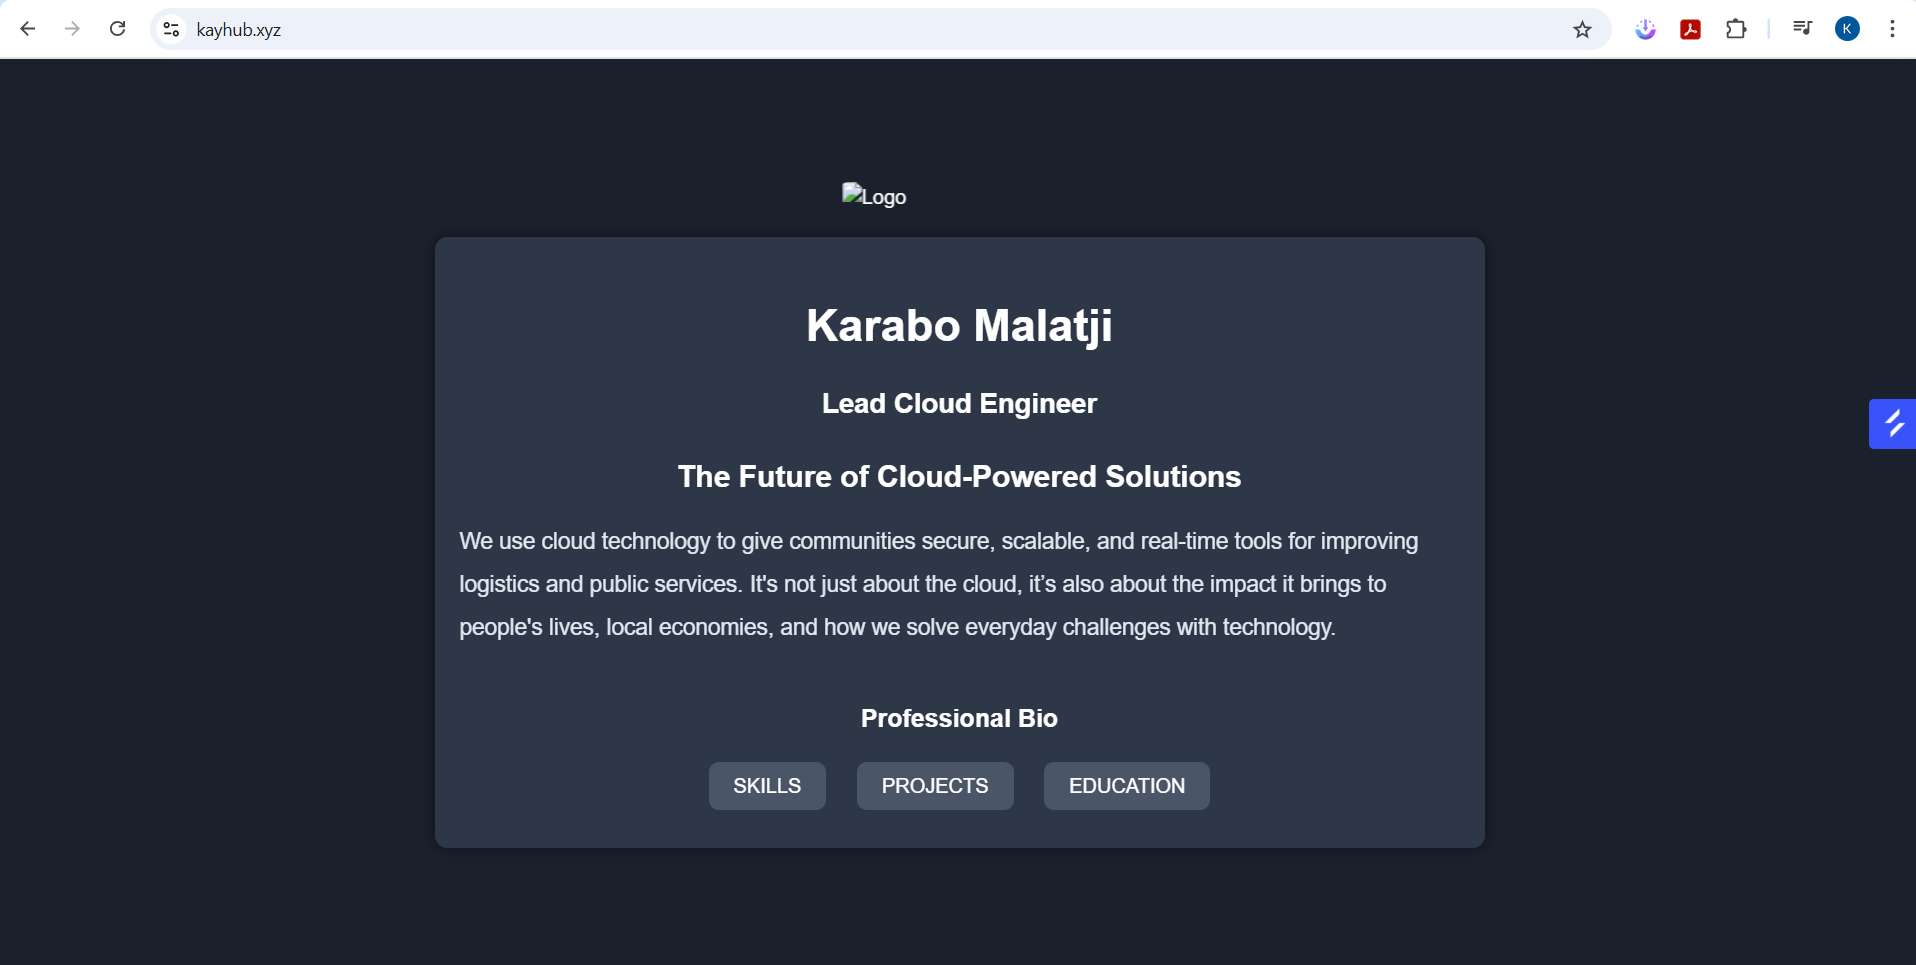 kayhub.xyz
K
Logo
Karabo Malatji
Lead Cloud Engineer
The Future of Cloud-Powered Solutions
We use cloud technology to give communities secure, scalable, and real-time tools for improving
logistics and public services. It's not just about the cloud, it’s also about the impact it brings to
people's lives, local economies, and how we solve everyday challenges with technology.
Professional Bio
SKILLS PROJECTS EDUCATION